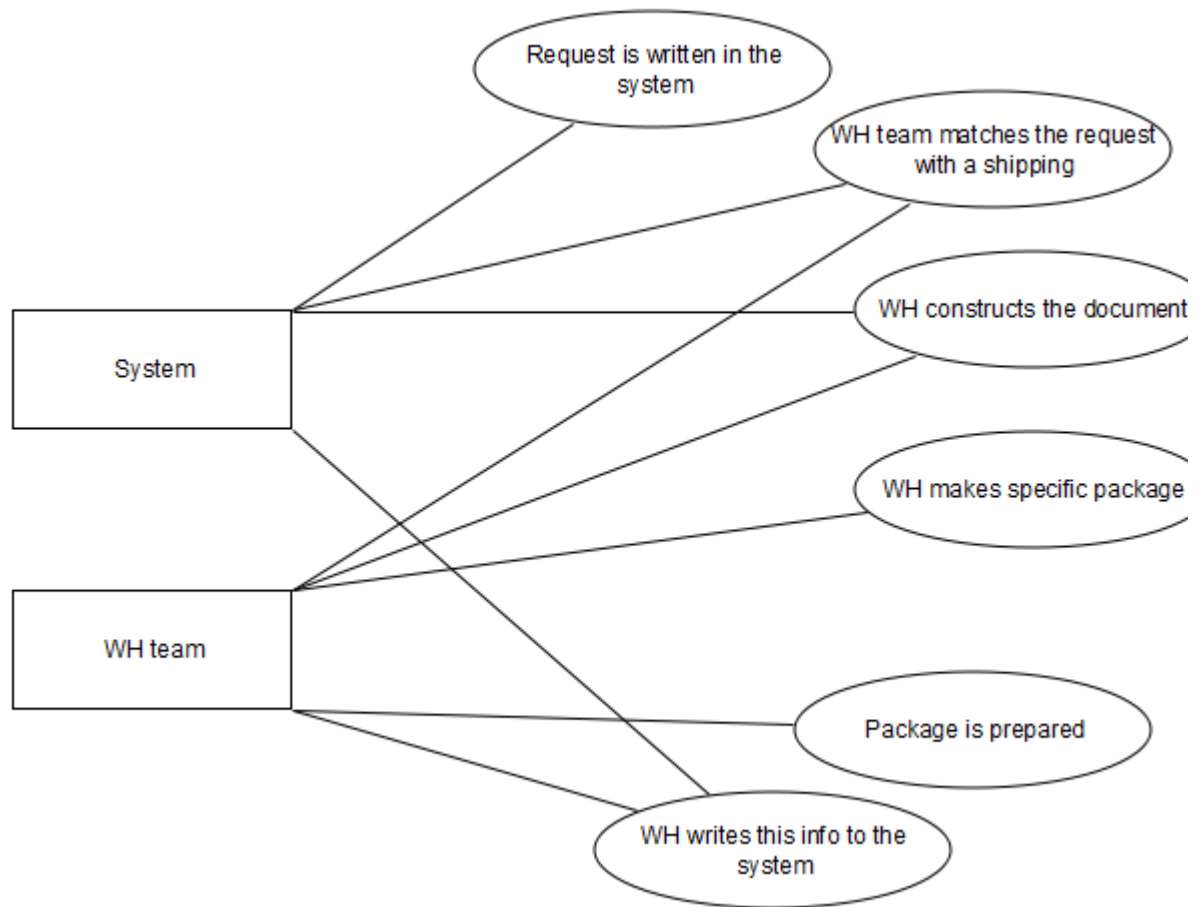 Request is written in the
system
WH team matches the request
with a shipping
WH constructs the document
System
WH makes specific package
WH team
Package is prepared
WH writes this info to the
system